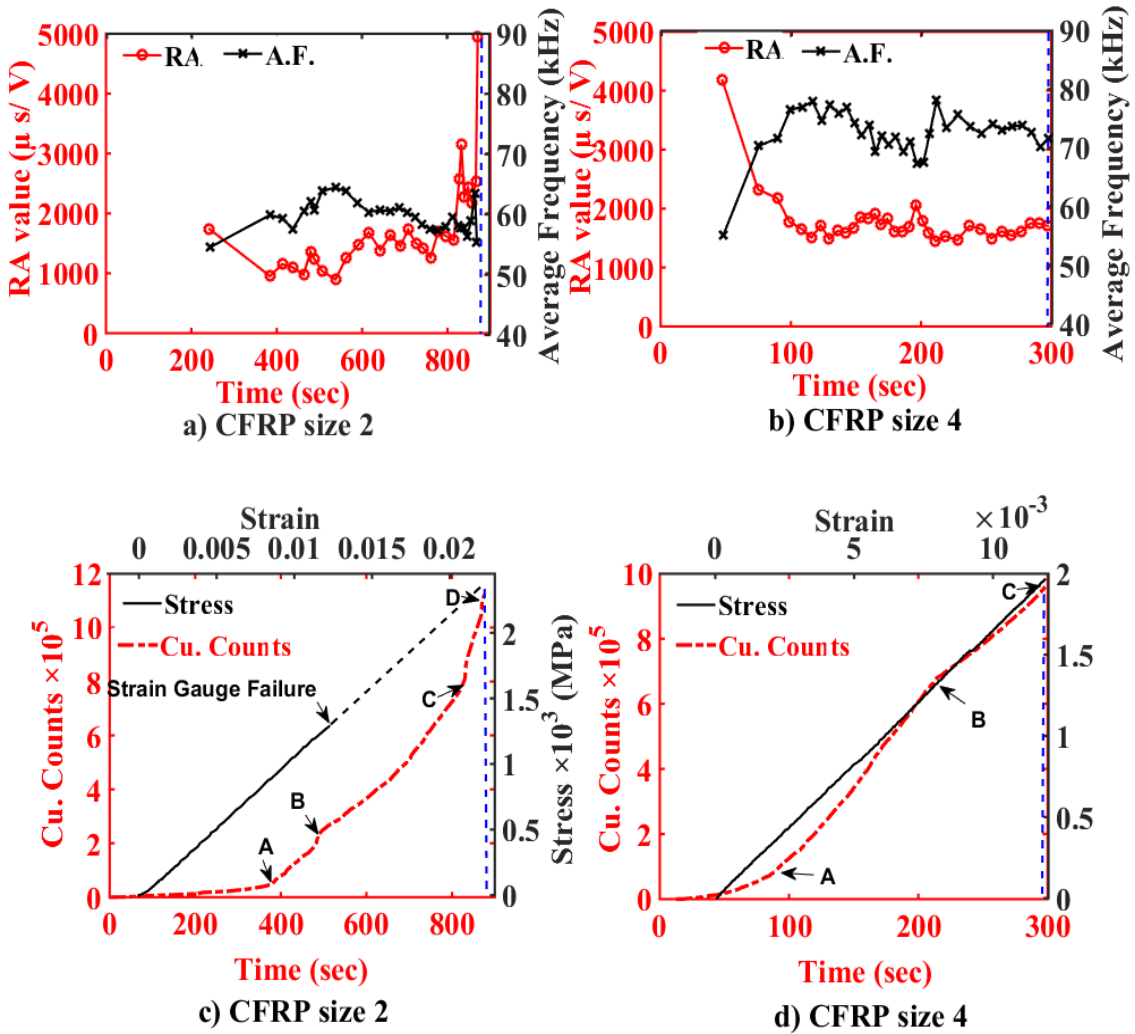 RA.
A.F.
RA value (μ s/ V)
5000
4000
3000
2000
1000
0
90
80
70
60
50
40
Average Frequency (kHz)
0 200 400 600 800
Time (sec)
a) CFRP size 2
RA.
A.F.
RA value (μ s/ V)
5000
4000
3000
2000
1000
0
90
80
70
60
50
40
Average Frequency (kHz)
0 100 200 300
Time (sec)
b) CFRP size 4
Strain
0 0.005 0.01 0.015 0.02
Stress
Cu. Counts
Strain Gauge Failure
A
B
C
D
Cu. Counts ×10⁵
12
10
8
6
4
2
0
2
1.5
1
0.5
0
Stress ×10³ (MPa)
0 200 400 600 800
Time (sec)
c) CFRP size 2
Strain
×10⁻³
0 5 10
Stress
Cu. Counts
A
B
C
Cu. Counts ×10⁵
10
8
6
4
2
0
2
1.5
1
0.5
0
Stress ×10³ (MPa)
0 100 200 300
Time (sec)
d) CFRP size 4